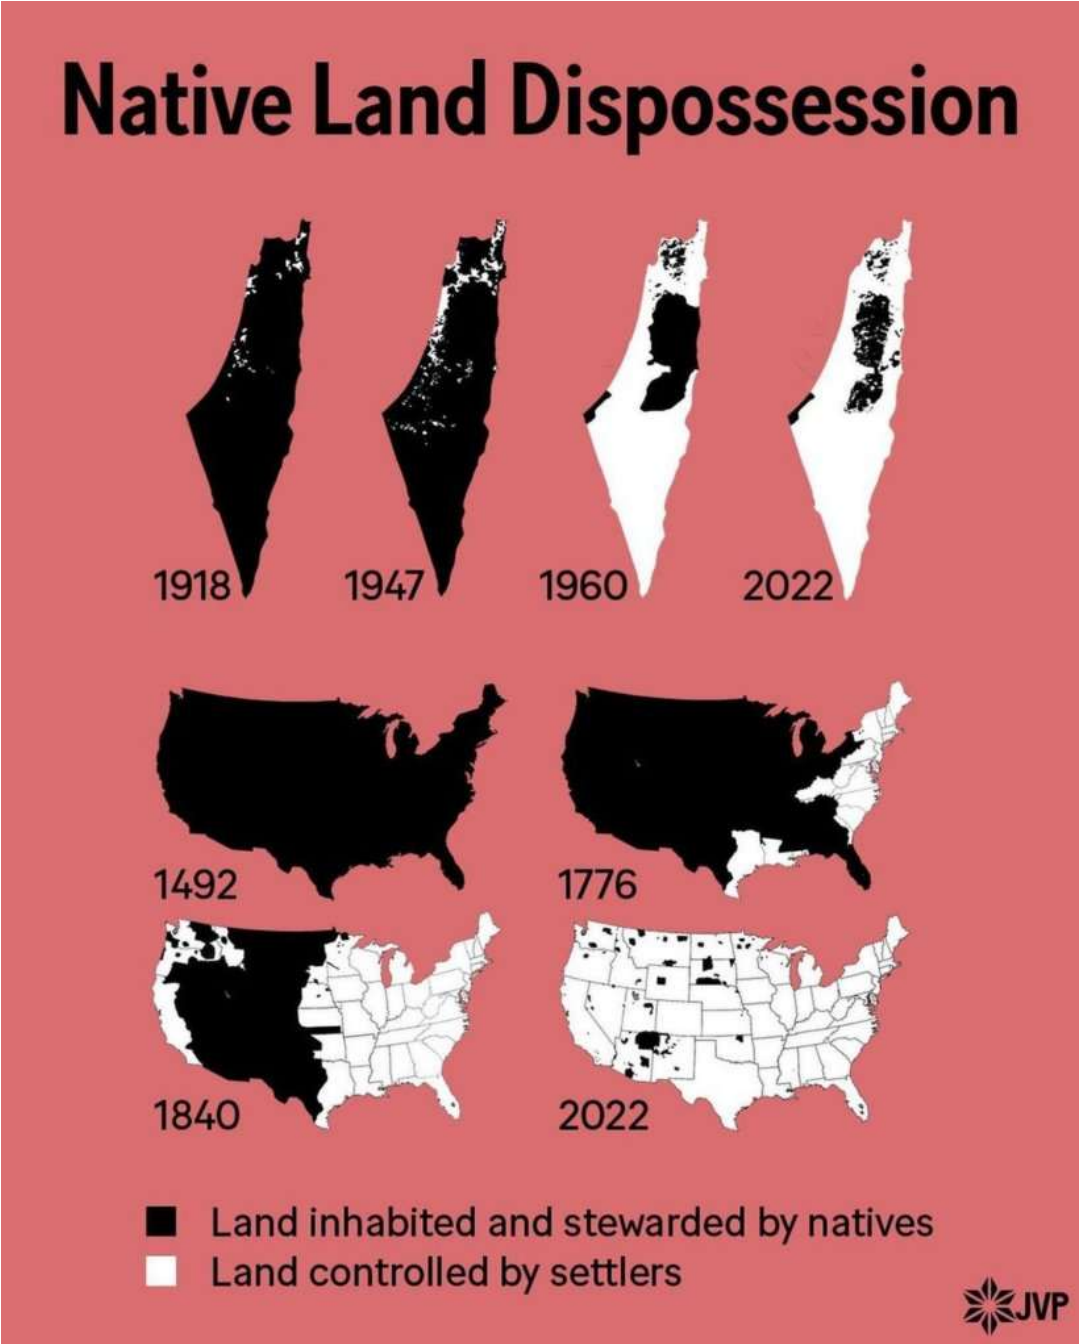 Native Land Dispossession
1918 1947 1960 2022
1492 1776
1840 2022
Land inhabited and stewarded by natives
Land controlled by settlers
JVP